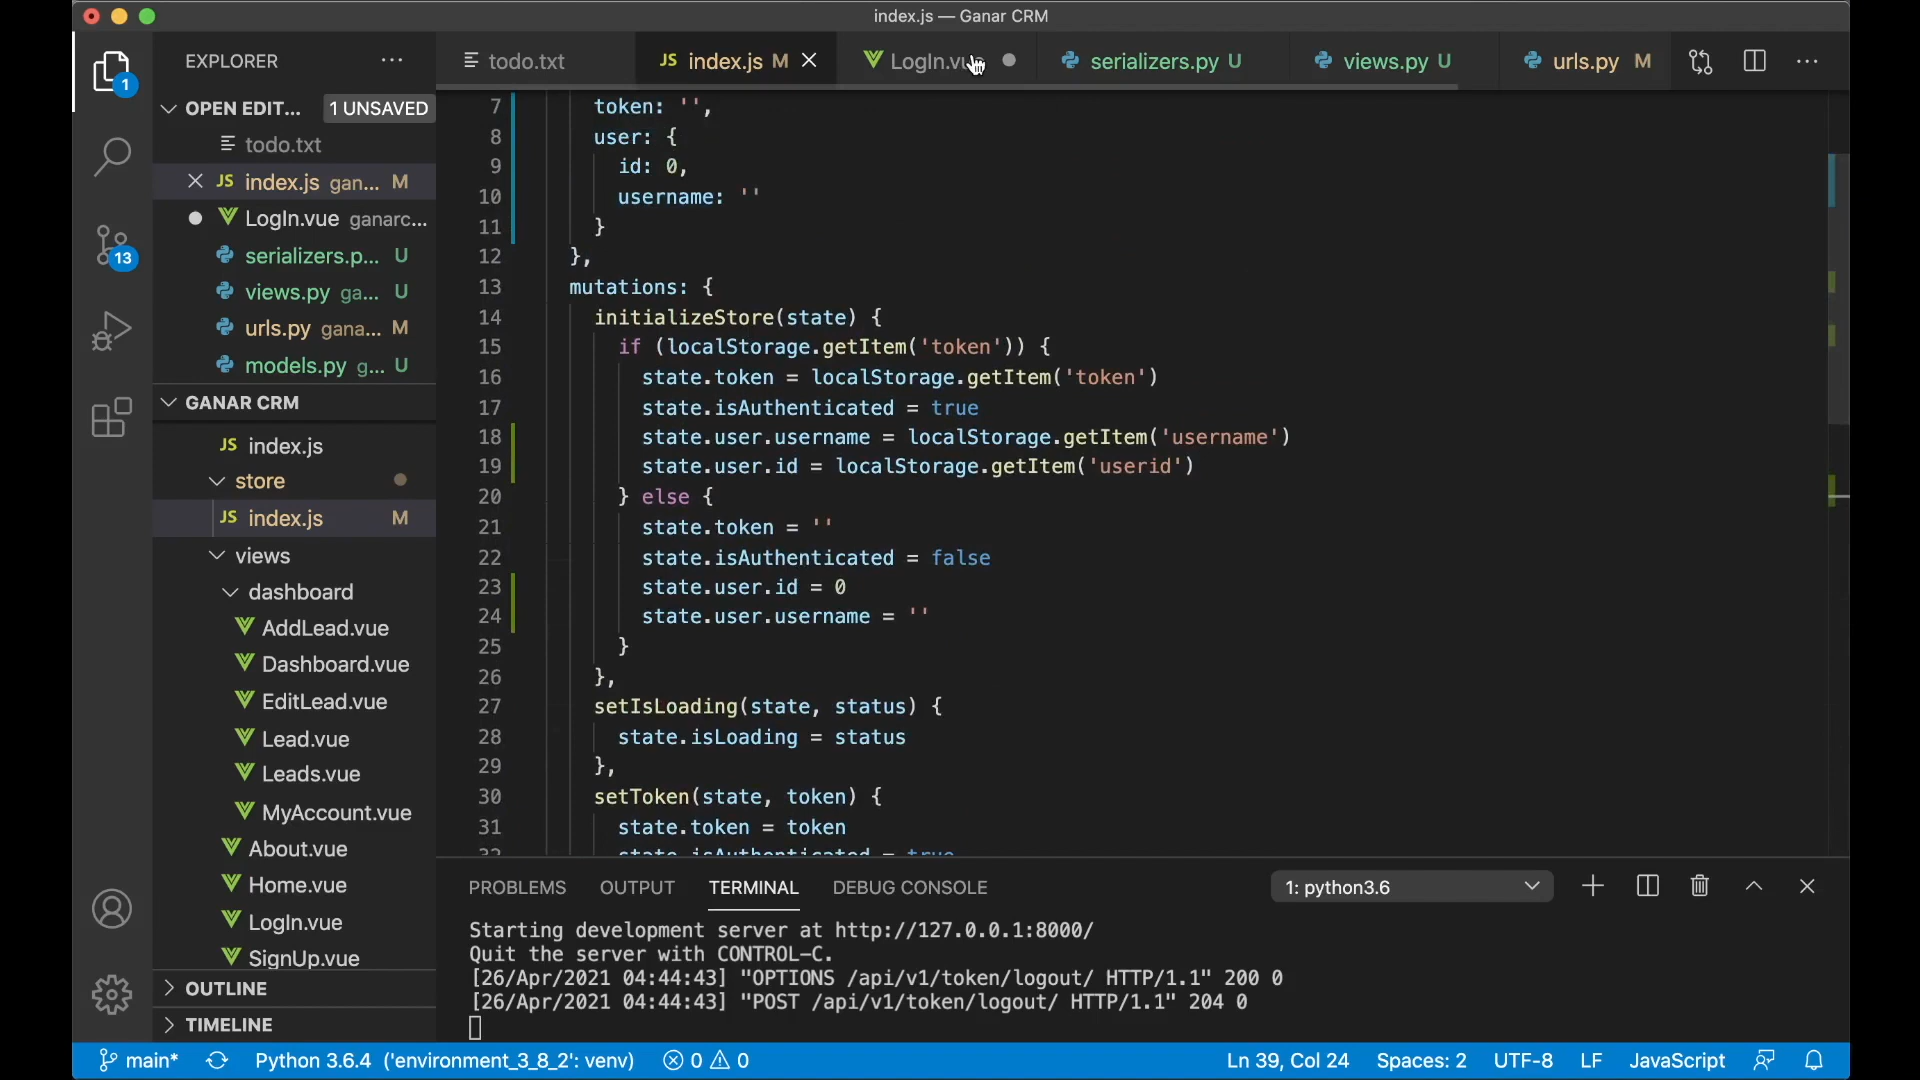 index.js — Ganar CRM
EXPLORER
todo.txt
index.js M
LogIn.vue
serializers.py U
views.py U
urls.py M
OPEN EDIT... 1 UNSAVED
todo.txt
JS index.js gan... M
LogIn.vue ganarc...
serializers.p... U
views.py ga... U
urls.py gana... M
models.py g... U
GANAR CRM
JS index.js
store
JS index.js M
views
dashboard
AddLead.vue
Dashboard.vue
EditLead.vue
Lead.vue
Leads.vue
MyAccount.vue
About.vue
Home.vue
LogIn.vue
SignUp.vue
OUTLINE
TIMELINE
1
13
7 token: '',
8 user: {
9 id: 0,
10 username: ''
11 }
12 },
13 mutations: {
14 initializeStore(state) {
15 if (localStorage.getItem('token')) {
16 state.token = localStorage.getItem('token')
17 state.isAuthenticated = true
18 state.user.username = localStorage.getItem('username')
19 state.user.id = localStorage.getItem('userid')
20 } else {
21 state.token = ''
22 state.isAuthenticated = false
23 state.user.id = 0
24 state.user.username = ''
25 }
26 },
27 setIsLoading(state, status) {
28 state.isLoading = status
29 },
30 setToken(state, token) {
31 state.token = token
32 state.isAuthenticated = true
PROBLEMS OUTPUT TERMINAL DEBUG CONSOLE 1: python3.6
Starting development server at http://127.0.0.1:8000/
Quit the server with CONTROL-C.
[26/Apr/2021 04:44:43] "OPTIONS /api/v1/token/logout/ HTTP/1.1" 200 0
[26/Apr/2021 04:44:43] "POST /api/v1/token/logout/ HTTP/1.1" 204 0
main* Python 3.6.4 ('environment_3_8_2': venv) 0 0 Ln 39, Col 24 Spaces: 2 UTF-8 LF JavaScript